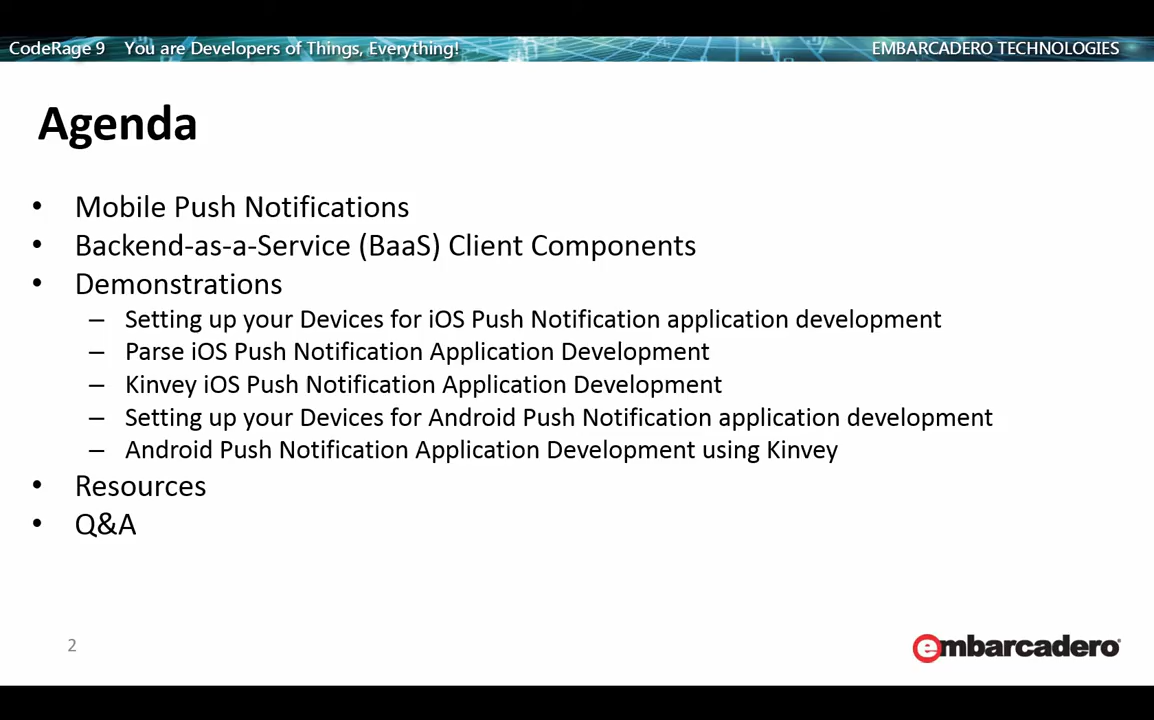 CodeRage 9 You are Developers of Things, Everything! EMBARCADERO TECHNOLOGIES
Agenda
• Mobile Push Notifications
• Backend-as-a-Service (BaaS) Client Components
• Demonstrations
– Setting up your Devices for iOS Push Notification application development
– Parse iOS Push Notification Application Development
– Kinvey iOS Push Notification Application Development
– Setting up your Devices for Android Push Notification application development
– Android Push Notification Application Development using Kinvey
• Resources
• Q&A
2
embarcadero